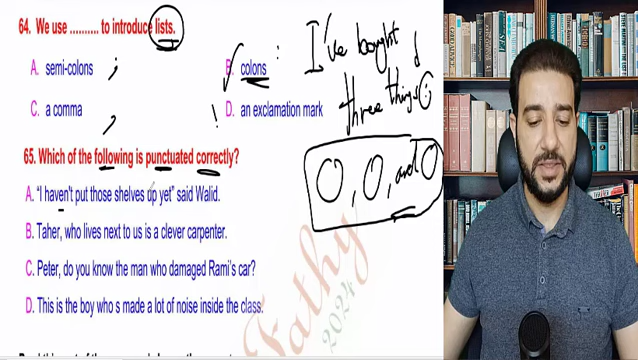 64. We use .......... to introduce lists.
A. semi-colons ;
B. colons :
C. a comma ,
D. an exclamation mark !
I've bought
three things:
O, O, and O
65. Which of the following is punctuated correctly?
A. “I haven't put those shelves up yet” said Walid.
B. Taher, who lives next to us is a clever carpenter.
C. Peter, do you know the man who damaged Rami's car?
D. This is the boy who s made a lot of noise inside the class.
Fathy
2024